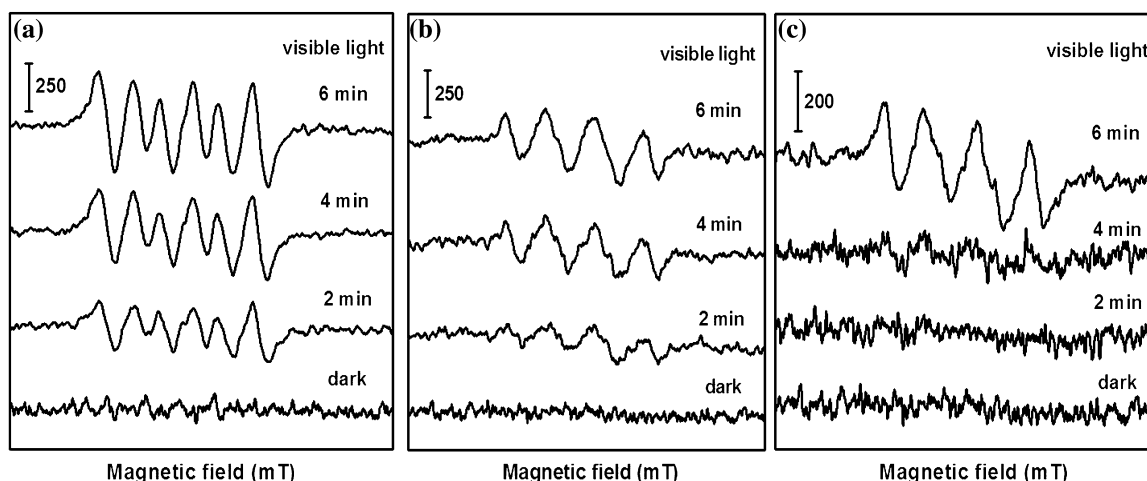 (a)
visible light
250
6 min
4 min
2 min
dark
Magnetic field (mT)
(b)
visible light
250
6 min
4 min
2 min
dark
Magnetic field (mT)
(c)
visible light
200
6 min
4 min
2 min
dark
Magnetic field (mT)